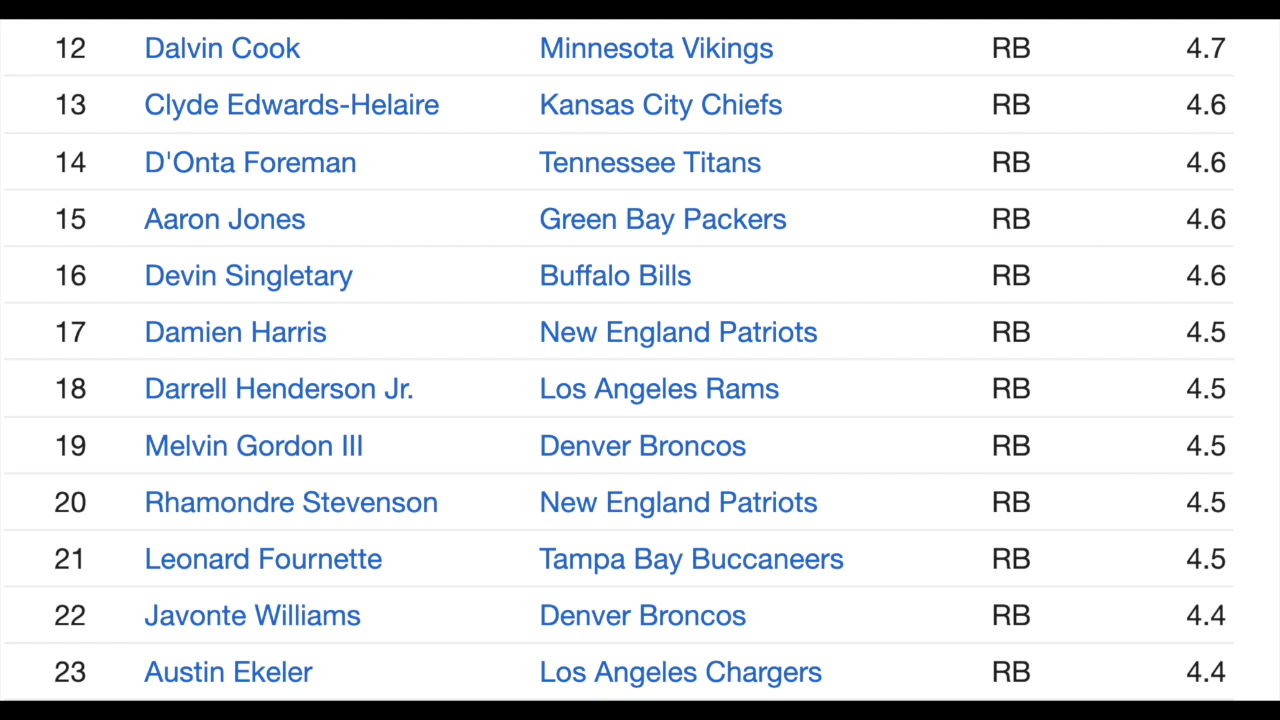 12 Dalvin Cook Minnesota Vikings RB 4.7
13 Clyde Edwards-Helaire Kansas City Chiefs RB 4.6
14 D'Onta Foreman Tennessee Titans RB 4.6
15 Aaron Jones Green Bay Packers RB 4.6
16 Devin Singletary Buffalo Bills RB 4.6
17 Damien Harris New England Patriots RB 4.5
18 Darrell Henderson Jr. Los Angeles Rams RB 4.5
19 Melvin Gordon III Denver Broncos RB 4.5
20 Rhamondre Stevenson New England Patriots RB 4.5
21 Leonard Fournette Tampa Bay Buccaneers RB 4.5
22 Javonte Williams Denver Broncos RB 4.4
23 Austin Ekeler Los Angeles Chargers RB 4.4